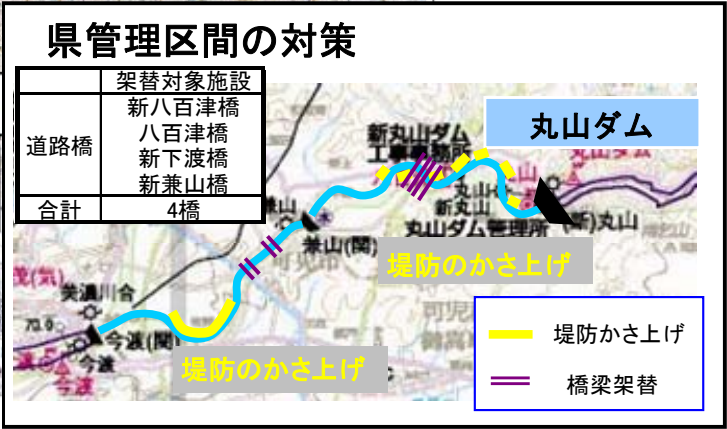 県管理区間の対策
架替対象施設
道路橋
新八百津橋
八百津橋
新下渡橋
新兼山橋
合計
4橋
丸山ダム
新丸山ダム
工事事務所
新丸山
丸山ダム管理所
(新)丸山
兼山(関)
堤防のかさ上げ
美濃川合
70.0
今渡(関)
今渡
今渡
堤防のかさ上げ
堤防かさ上げ
橋梁架替